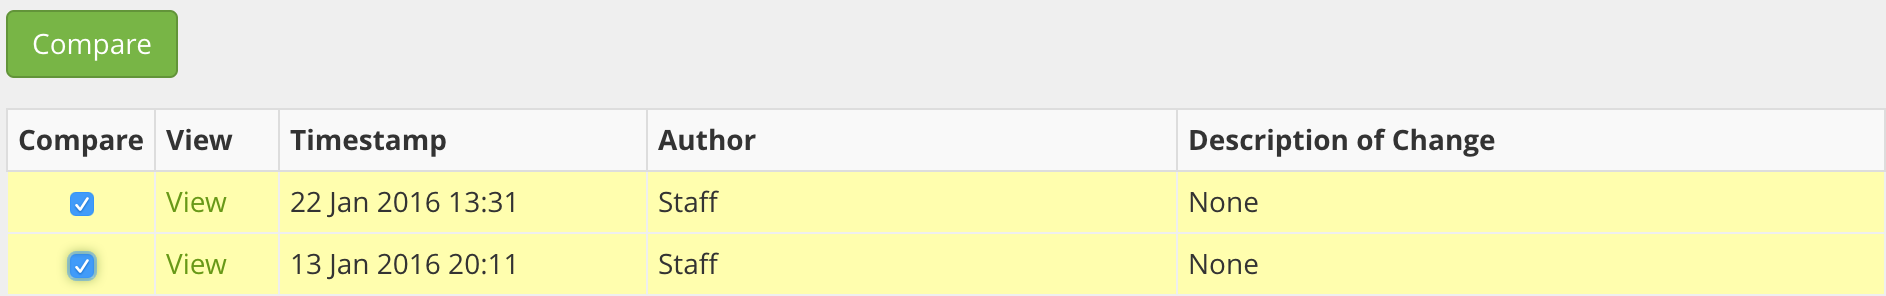 Compare
Compare View Timestamp Author Description of Change
View 22 Jan 2016 13:31 Staff None
View 13 Jan 2016 20:11 Staff None